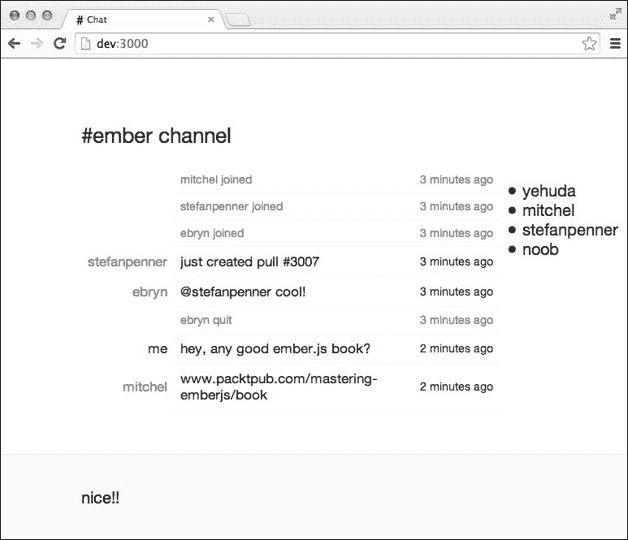 # Chat
dev:3000
#ember channel
mitchel joined 3 minutes ago
stefanpenner joined 3 minutes ago
ebryn joined 3 minutes ago
stefanpenner just created pull #3007 3 minutes ago
ebryn @stefanpenner cool! 3 minutes ago
ebryn quit 3 minutes ago
me hey, any good ember.js book? 2 minutes ago
mitchel www.packtpub.com/mastering- 2 minutes ago
emberjs/book
yehuda
mitchel
stefanpenner
noob
nice!!